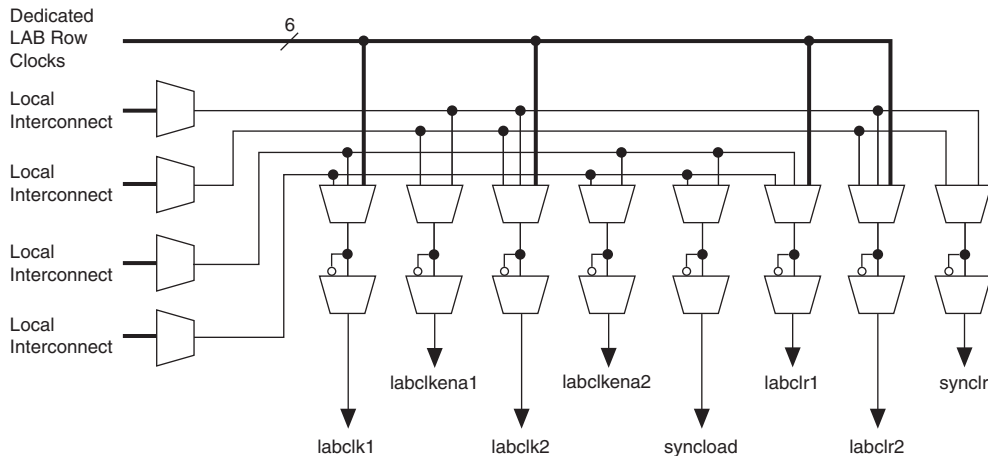 Dedicated
LAB Row
Clocks
6
Local
Interconnect
Local
Interconnect
Local
Interconnect
Local
Interconnect
labclkena1
labclkena2
labclr1
synclr
labclk1
labclk2
syncload
labclr2